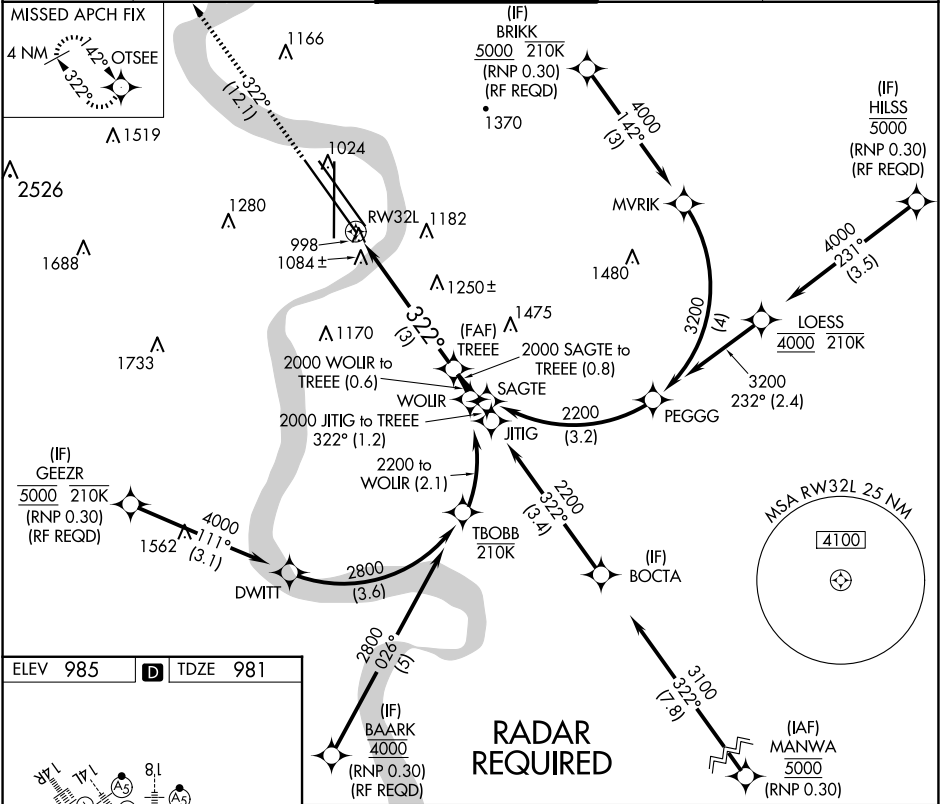 MISSED APCH FIX
4 NM
142°
OTSEE
322°
1166
322°
(12.1)
(IF)
BRIKK
5000 210K
(RNP 0.30)
(RF REQD)
1370
4000
142°
(3)
(IF)
HILSS
5000
(RNP 0.30)
(RF REQD)
1519
1024
2526
MVRIK
1280
RW32L
1182
4000
231°
(3.5)
998
1084 ±
1688
1480
1250 ±
322°
(3)
1475
3200
(4)
LOESS
4000 210K
1170
(FAF)
TREEE
1733
2000 WOLIR to
TREEE (0.6)
2000 SAGTE to
TREEE (0.8)
3200
232° (2.4)
SAGTE
WOLIR
PEGGG
2000 JITIG to TREEE
322° (1.2)
JITIG
2200
(3.2)
2200 to
WOLIR (2.1)
(IF)
GEEZR
5000 210K
(RNP 0.30)
(RF REQD)
4000
111°
(3.1)
1562
TBOBB
210K
2200
322°
(3.4)
MSA RW32L 25 NM
4100
DWITT
2800
(3.6)
(IF)
BOCTA
2800
026°
(5)
3100
322°
(7.8)
ELEV 985
D
TDZE 981
(IF)
BAARK
4000
(RNP 0.30)
(RF REQD)
RADAR
REQUIRED
(IAF)
MANWA
5000
(RNP 0.30)
14R
14L
18
A5
A5